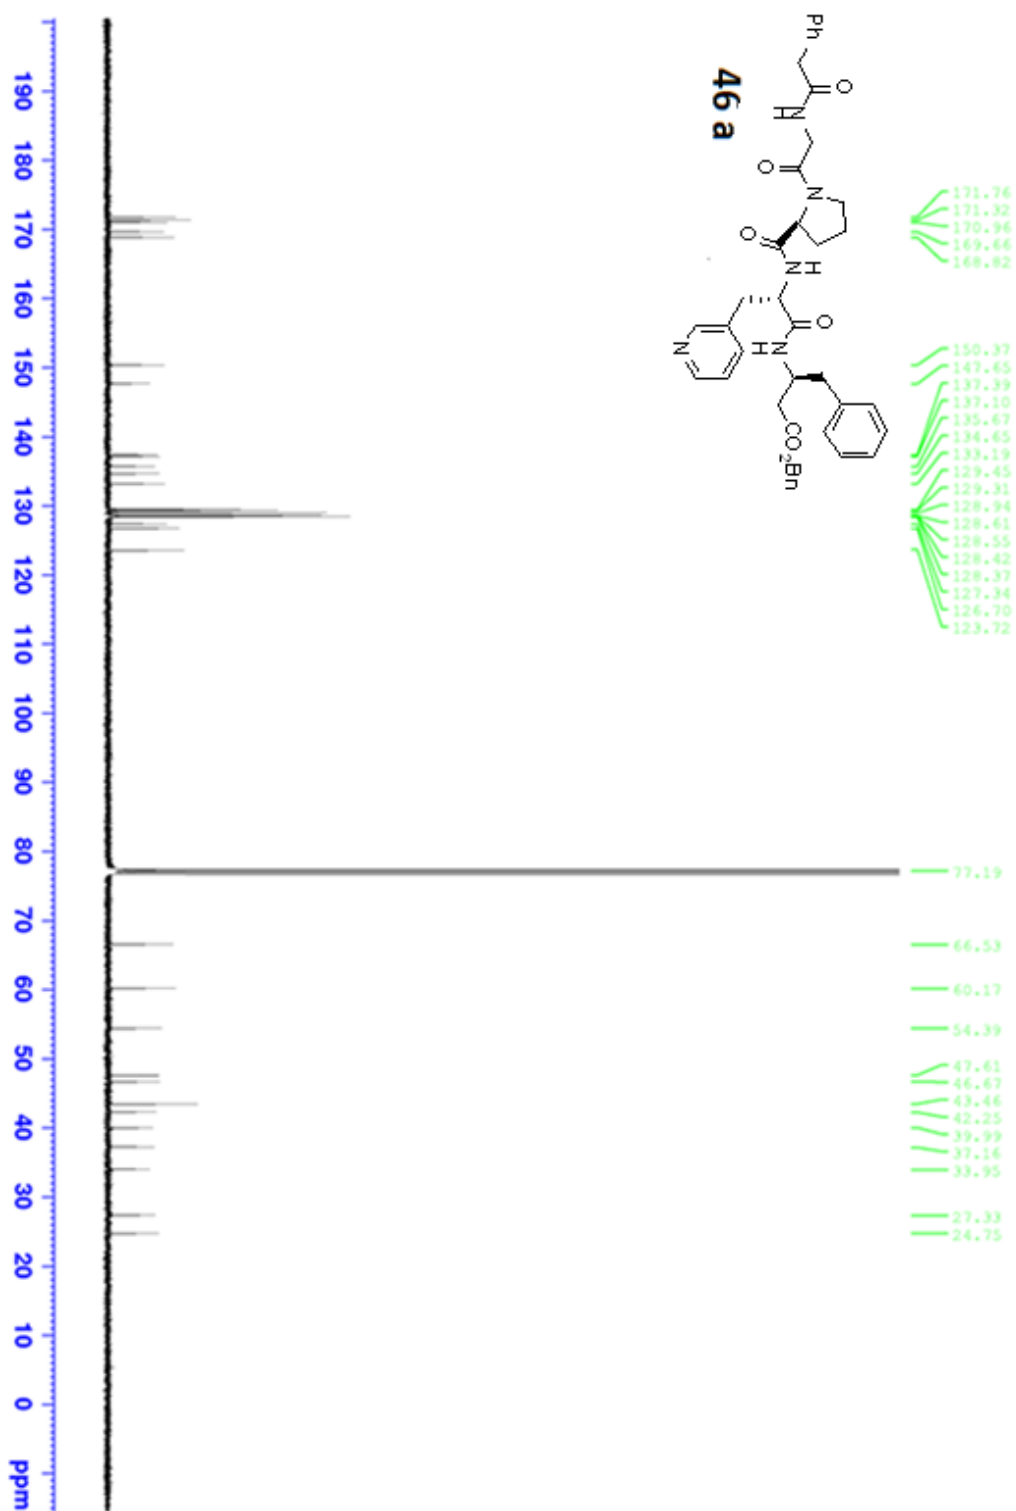 171.76
171.32
170.96
169.66
168.82
150.37
147.65
137.39
137.10
135.67
134.65
133.19
129.45
129.31
128.94
128.61
128.55
128.42
128.37
127.34
126.70
123.72
77.19
66.53
60.17
54.39
47.61
46.67
43.46
42.25
39.99
37.16
33.95
27.33
24.75
Ph
O
N
H
O
N
O
H
N
O
N
H
N
CO2Bn
46 a
190 180 170 160 150 140 130 120 110 100 90 80 70 60 50 40 30 20 10 0 ppm